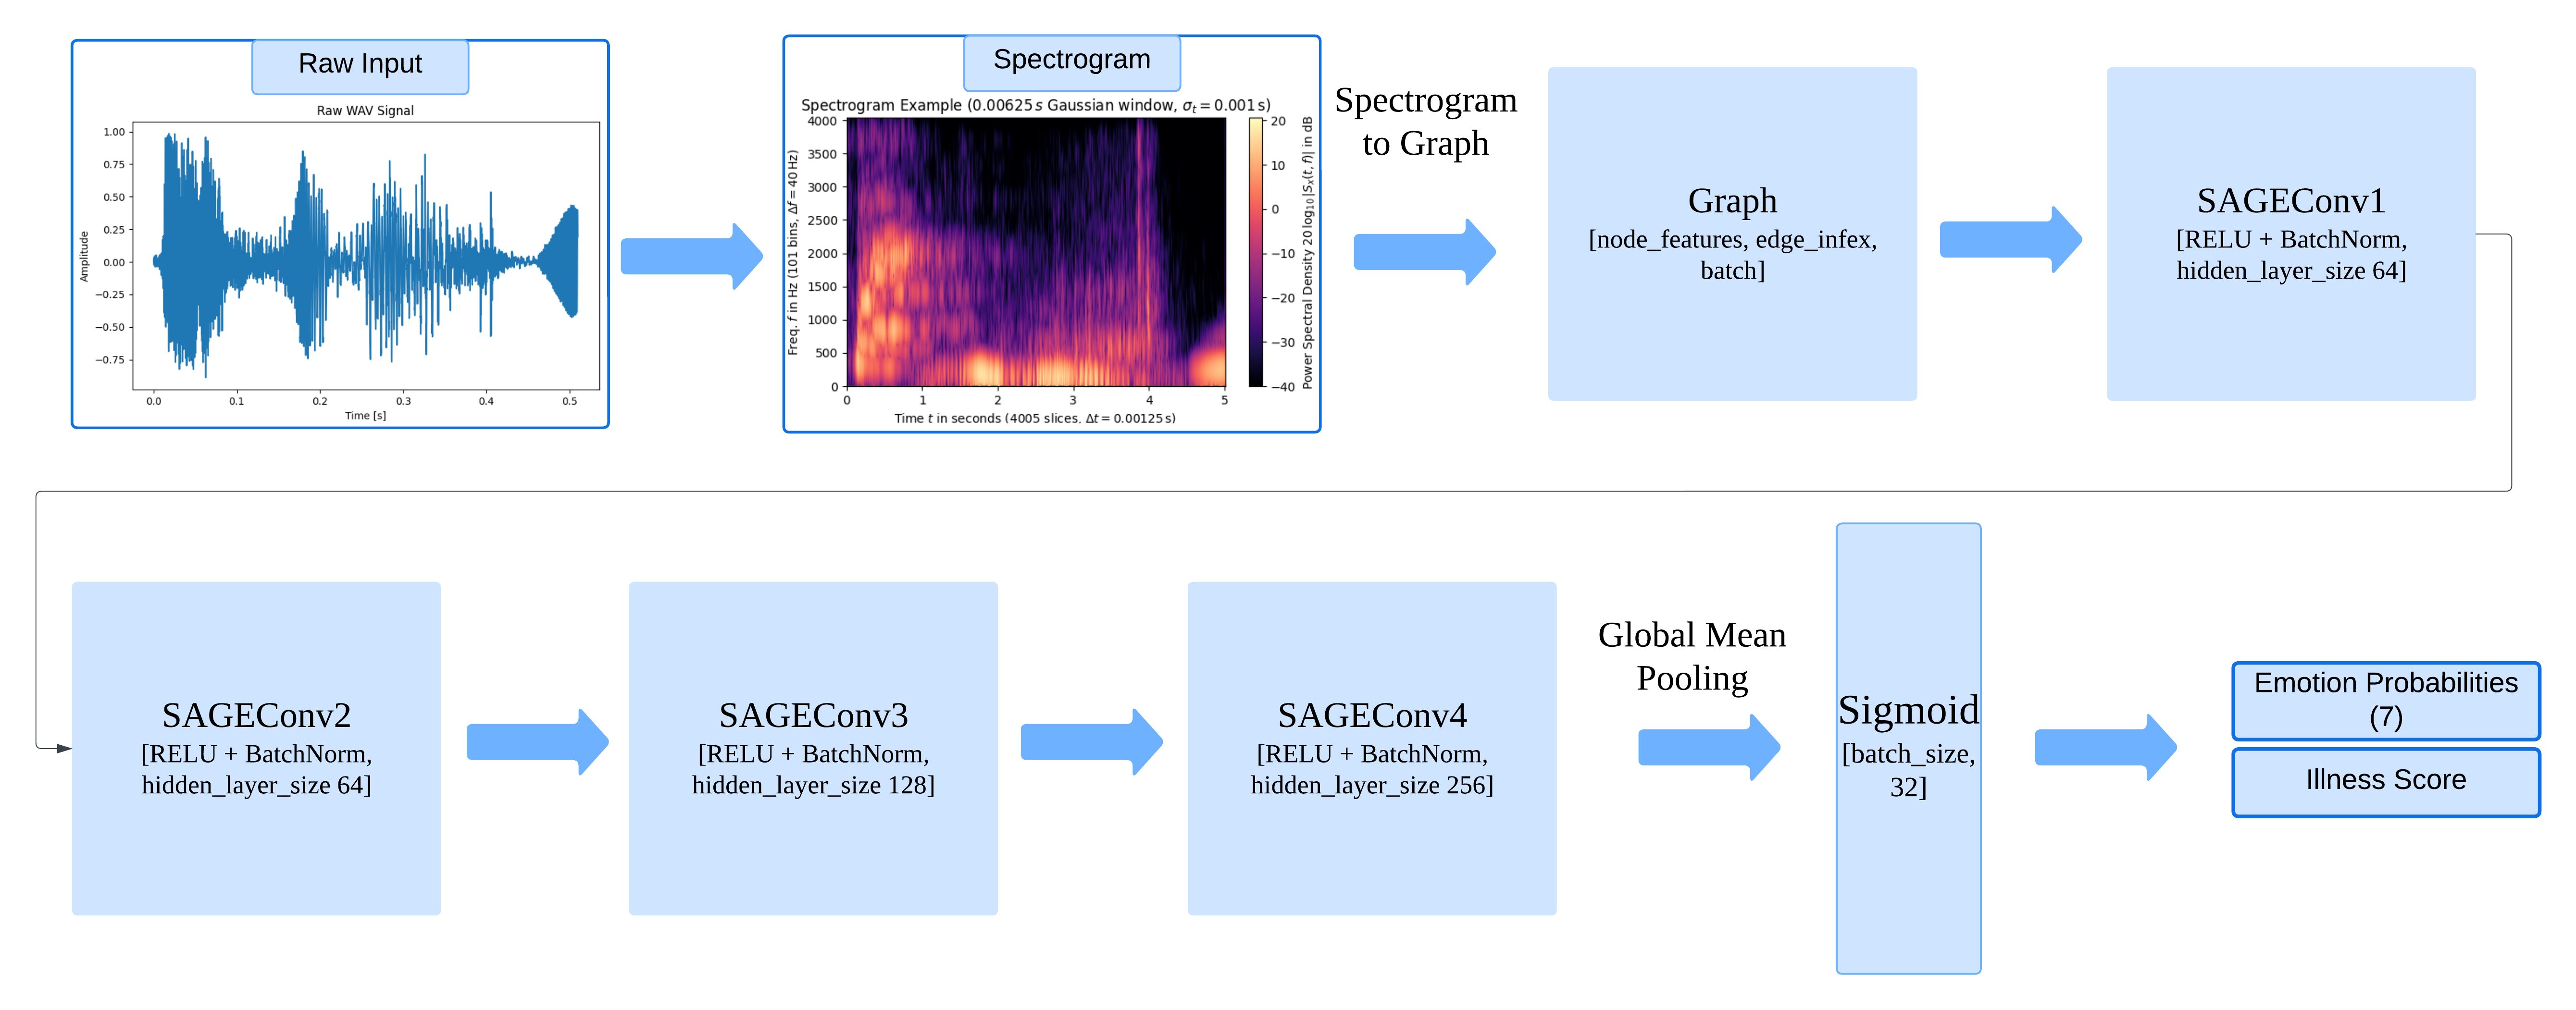 Raw Input
Raw WAV Signal
1.00
0.75
0.50
0.25
0.00
−0.25
−0.50
−0.75
Amplitude
0.0 0.1 0.2 0.3 0.4 0.5
Time [s]
Spectrogram
Spectrogram Example (0.00625 s Gaussian window, σt = 0.001 s)
4000
3500
3000
2500
2000
1500
1000
500
0
Freq. f in Hz (101 bins, Δf = 40 Hz)
0 1 2 3 4 5
Time t in seconds (4005 slices, Δt = 0.00125 s)
20
10
0
−10
−20
−30
−40
Power Spectral Density 20 log10 |Sx(t, f)| in dB
Spectrogram
to Graph
Graph
[node_features, edge_infex,
batch]
SAGEConv1
[RELU + BatchNorm,
hidden_layer_size 64]
SAGEConv2
[RELU + BatchNorm,
hidden_layer_size 64]
SAGEConv3
[RELU + BatchNorm,
hidden_layer_size 128]
SAGEConv4
[RELU + BatchNorm,
hidden_layer_size 256]
Global Mean
Pooling
Sigmoid
[batch_size,
32]
Emotion Probabilities
(7)
Illness Score